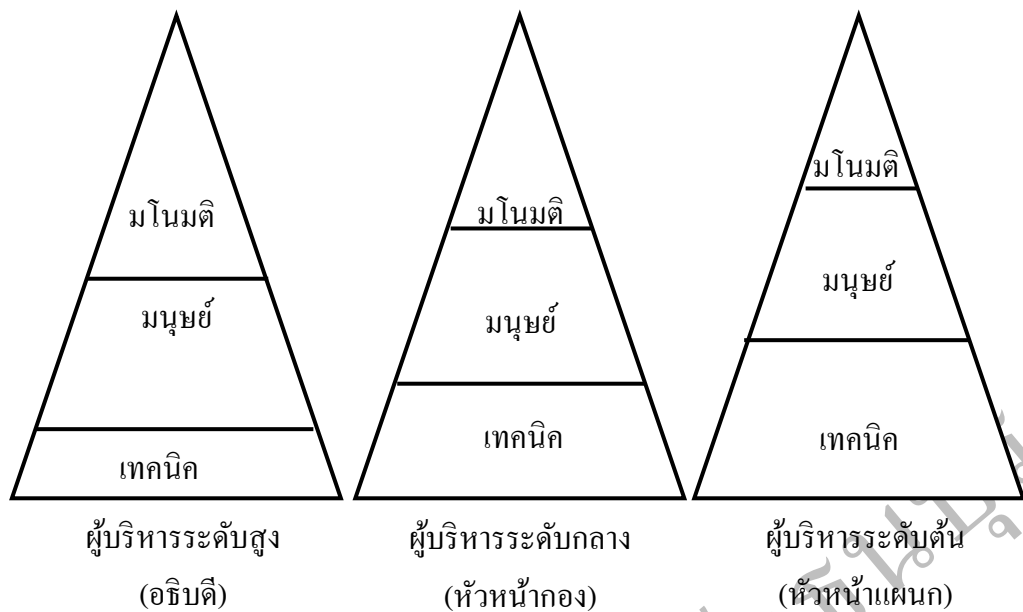 มโนมติ
มนุษย์
เทคนิค
ผู้บริหารระดับสูง
(อธิบดี)
มโนมติ
มนุษย์
เทคนิค
ผู้บริหารระดับกลาง
(หัวหน้ากอง)
มโนมติ
มนุษย์
เทคนิค
ผู้บริหารระดับต้น
(หัวหน้าแผนก)